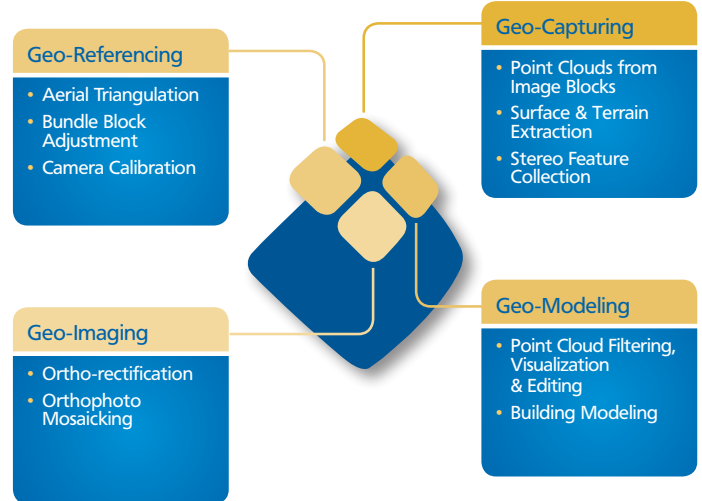 Geo-Referencing
• Aerial Triangulation
• Bundle Block
Adjustment
• Camera Calibration
Geo-Capturing
• Point Clouds from
Image Blocks
• Surface & Terrain
Extraction
• Stereo Feature
Collection
Geo-Imaging
• Ortho-rectification
• Orthophoto
Mosaicking
Geo-Modeling
• Point Cloud Filtering,
Visualization
& Editing
• Building Modeling